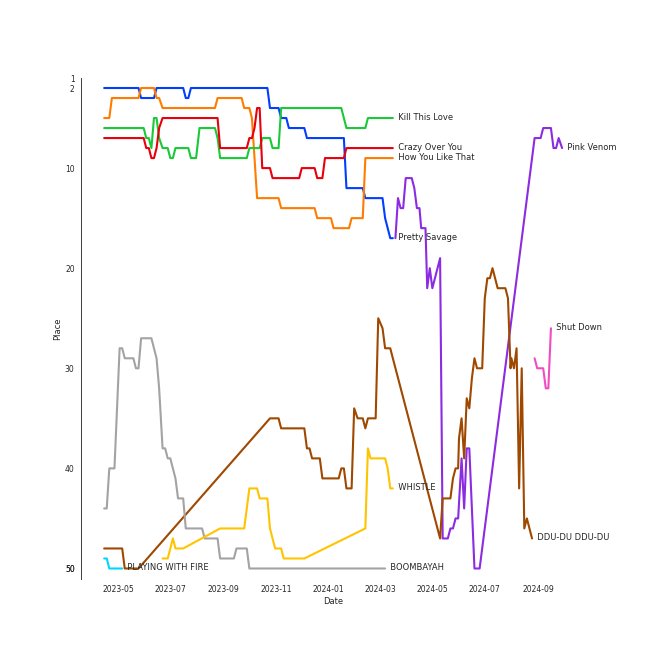 1
2
10
20
30
40
50
Place
Kill This Love
Crazy Over You
How You Like That
Pink Venom
Pretty Savage
Shut Down
WHISTLE
DDU-DU DDU-DU
PLAYING WITH FIRE
BOOMBAYAH
2023-05
2023-07
2023-09
2023-11
2024-01
2024-03
2024-05
2024-07
2024-09
Date